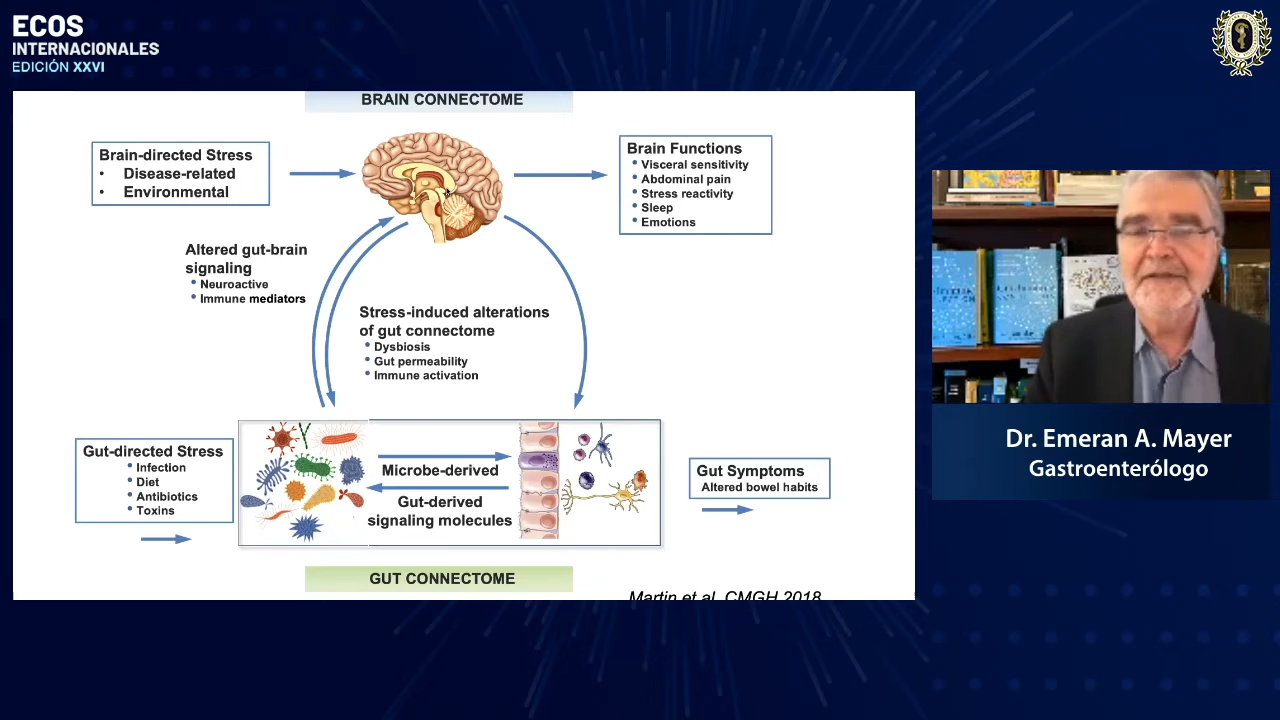 ECOS
INTERNACIONALES
EDICIÓN XXVI
BRAIN CONNECTOME
Brain-directed Stress
• Disease-related
• Environmental
Brain Functions
• Visceral sensitivity
• Abdominal pain
• Stress reactivity
• Sleep
• Emotions
Altered gut-brain
signaling
• Neuroactive
• Immune mediators
Stress-induced alterations
of gut connectome
• Dysbiosis
• Gut permeability
• Immune activation
Gut-directed Stress
• Infection
• Diet
• Antibiotics
• Toxins
Microbe-derived
Gut-derived
signaling molecules
Gut Symptoms
Altered bowel habits
GUT CONNECTOME
Martin et al, CMGH 2018
Dr. Emeran A. Mayer
Gastroenterólogo